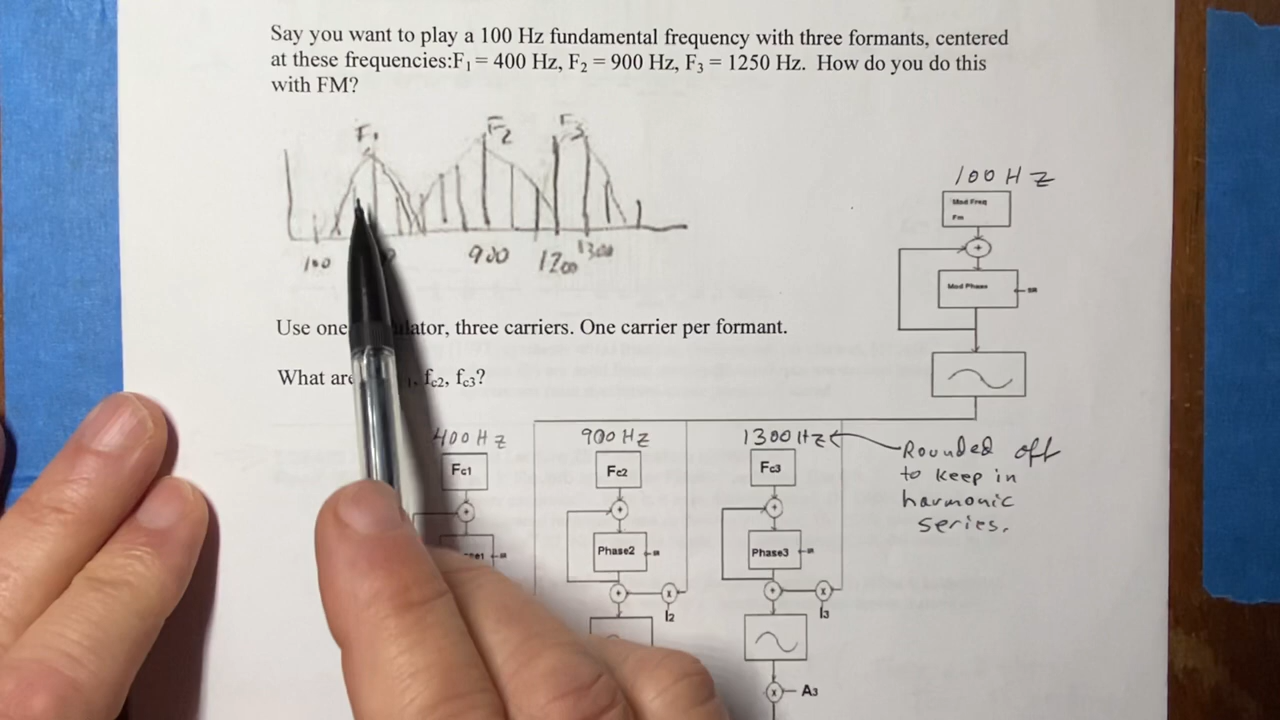 Say you want to play a 100 Hz fundamental frequency with three formants, centered
at these frequencies:F1 = 400 Hz, F2 = 900 Hz, F3 = 1250 Hz. How do you do this
with FM?
F1 F2 F3
100 900 1200 1300
100 Hz
Mod Freq
Fm
+
Mod Phase
SR
Use one three carriers. One carrier per formant.
What fc2, fc3?
400 Hz 900 Hz 1300 Hz
Rounded off
to keep in
harmonic
series.
Fc1 Fc2 Fc3
+ + +
Phase2 Phase3
+ x + x
I2 I3
x A3